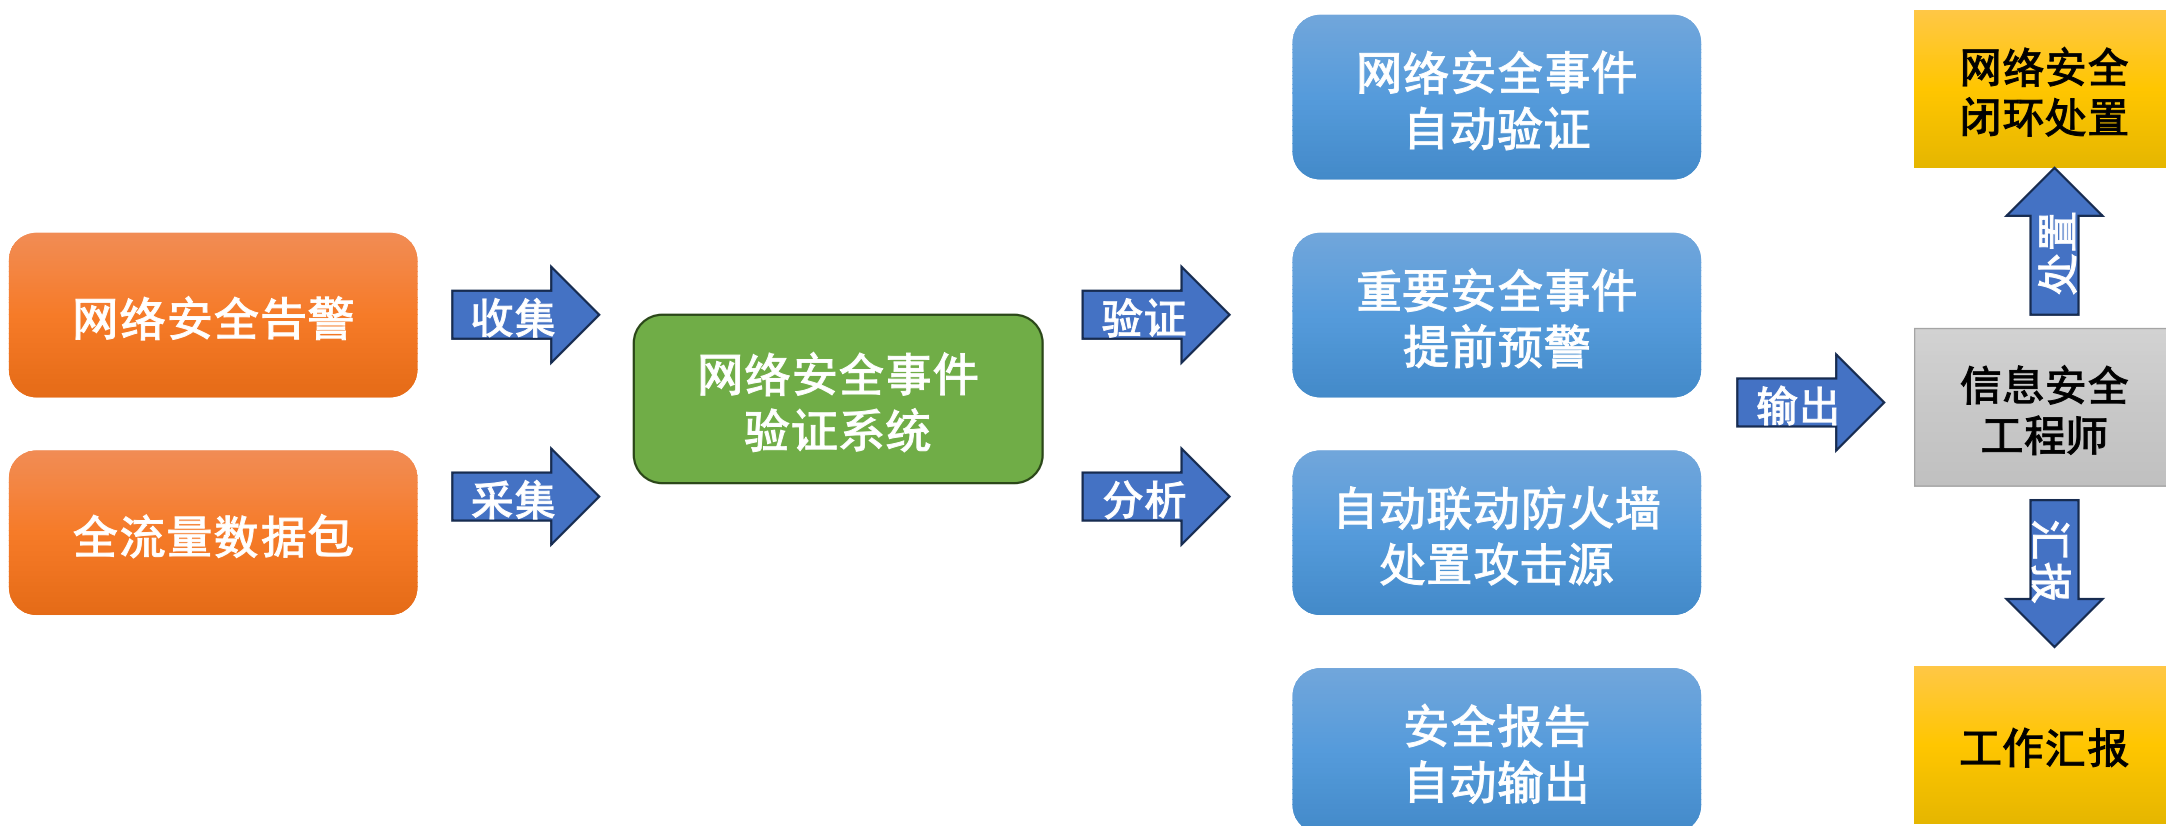 网络安全告警
全流量数据包
收集
采集
网络安全事件
验证系统
验证
分析
网络安全事件
自动验证
重要安全事件
提前预警
自动联动防火墙
处置攻击源
安全报告
自动输出
输出
网络安全
闭环处置
处置
信息安全
工程师
汇报
工作汇报